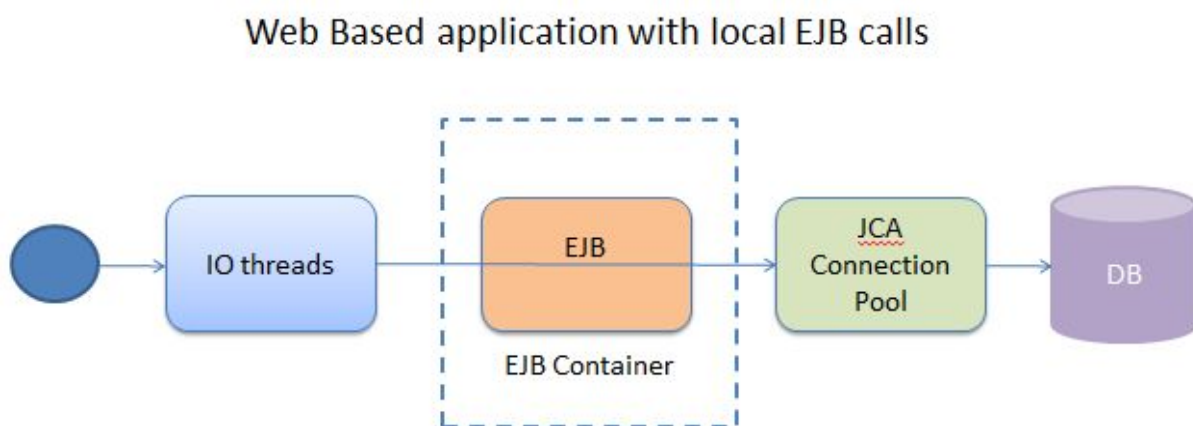 Web Based application with local EJB calls
IO threads
EJB
EJB Container
JCA
Connection
Pool
DB